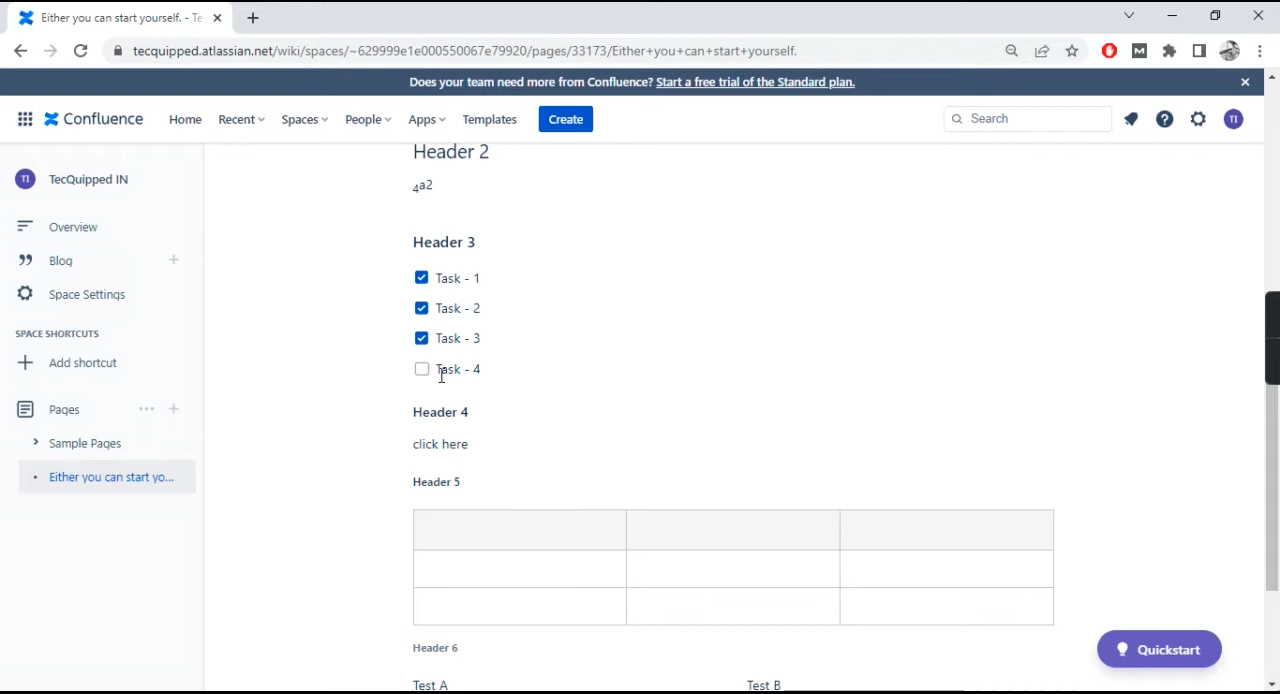 Either you can start yourself. - Te
tecquipped.atlassian.net/wiki/spaces/~629999e1e000550067e79920/pages/33173/Either+you+can+start+yourself.
Does your team need more from Confluence? Start a free trial of the Standard plan.
Confluence Home Recent Spaces People Apps Templates Create Search TI
TI TecQuipped IN
Overview
Blog
Space Settings
SPACE SHORTCUTS
Add shortcut
Pages
Sample Pages
Either you can start yo...
Header 2
4a2
Header 3
Task - 1
Task - 2
Task - 3
Task - 4
Header 4
click here
Header 5
Header 6
Test A Test B
Quickstart